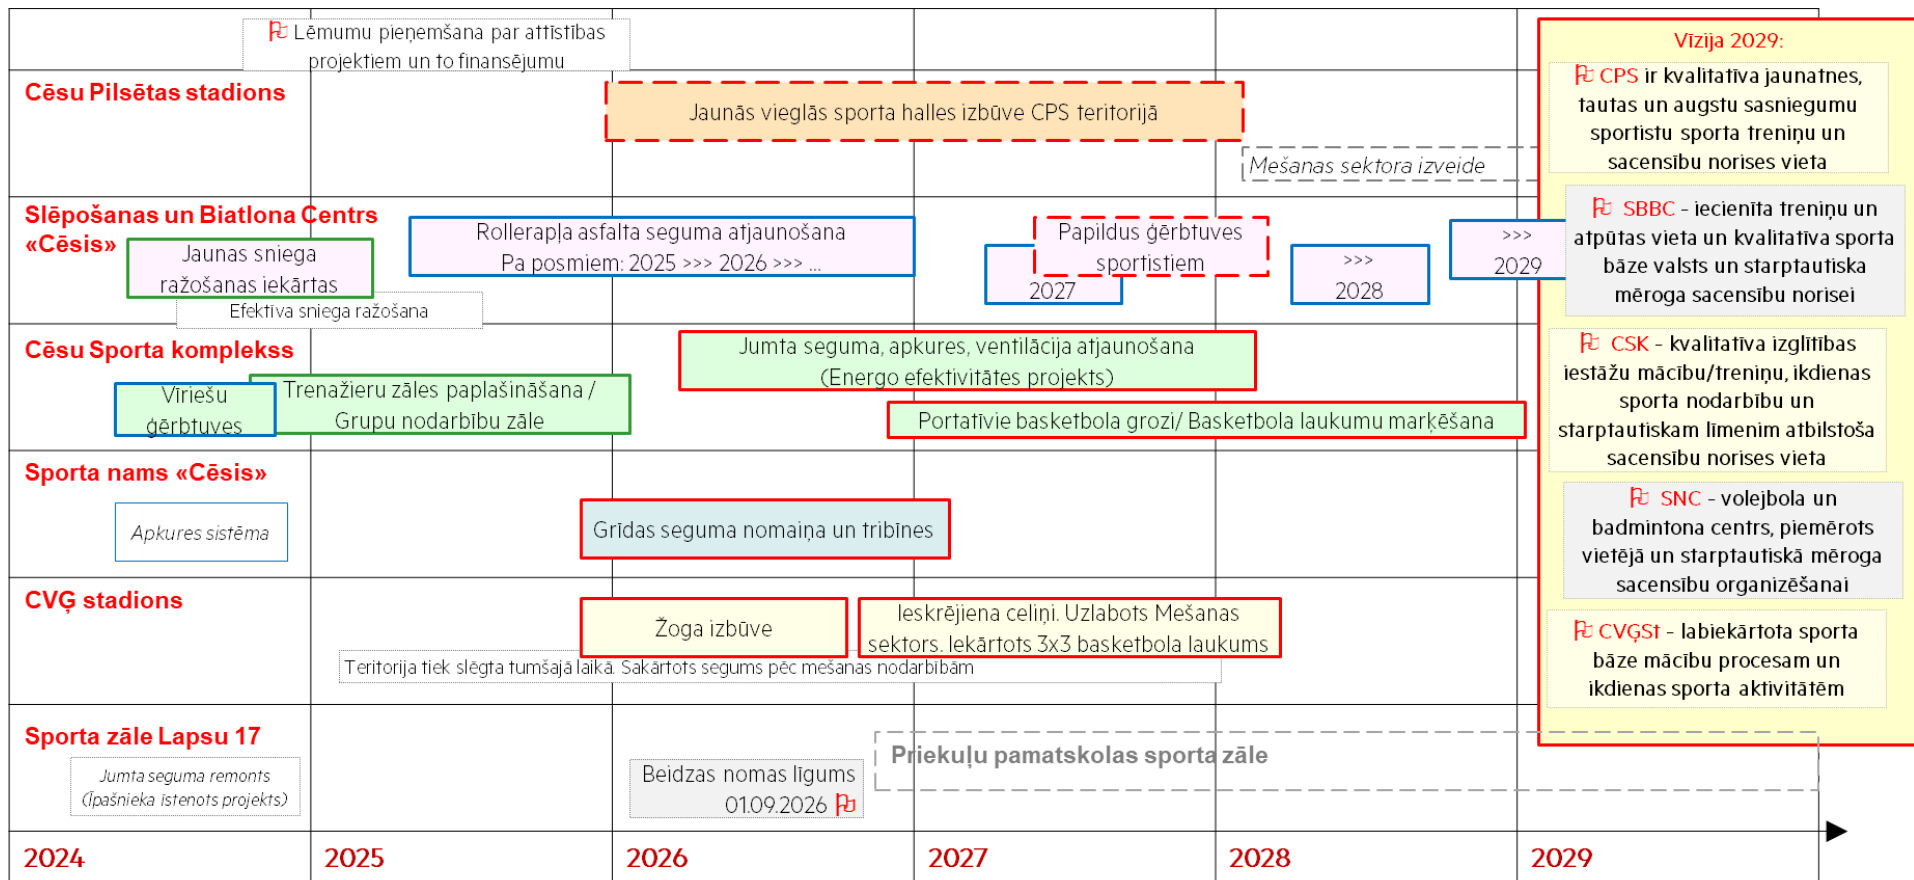 Lēmumu pieņemšana par attīstības
projektiem un to finansējumu
Cēsu Pilsētas stadions
Jaunās vieglās sporta halles izbūve CPS teritorijā
Mešanas sektora izveide
Slēpošanas un Biatlona Centrs
«Cēsis»
Jaunas sniega
ražošanas iekārtas
Efektīva sniega ražošana
Rollerapļa asfalta seguma atjaunošana
Pa posmiem: 2025 >>> 2026 >>> ...
2027
Papildus ģērbtuves
sportistiem
>>>
2028
>>>
2029
Cēsu Sporta komplekss
Vīriešu
ģērbtuves
Trenažieru zāles paplašināšana /
Grupu nodarbību zāle
Jumta seguma, apkures, ventilācija atjaunošana
(Energo efektivitātes projekts)
Portatīvie basketbola grozi/ Basketbola laukumu marķēšana
Sporta nams «Cēsis»
Apkures sistēma
Grīdas seguma nomaiņa un tribīnes
CVĢ stadions
Žoga izbūve
Ieskrējiena celiņi. Uzlabots Mešanas
sektors. Iekārtots 3x3 basketbola laukums
Teritorija tiek slēgta tumšajā laikā. Sakārtots segums pēc mešanas nodarbībām
Sporta zāle Lapsu 17
Jumta seguma remonts
(Īpašnieka īstenots projekts)
Beidzas nomas līgums
01.09.2026
Priekuļu pamatskolas sporta zāle
Vīzija 2029:
CPS ir kvalitatīva jaunatnes,
tautas un augstu sasniegumu
sportistu sporta treniņu un
sacensību norises vieta
SBBC - iecienīta treniņu un
atpūtas vieta un kvalitatīva sporta
bāze valsts un starptautiska
mēroga sacensību norisei
CSK - kvalitatīva izglītības
iestāžu mācību/treniņu, ikdienas
sporta nodarbību un
starptautiskam līmenim atbilstoša
sacensību norises vieta
SNC - volejbola un
badmintona centrs, piemērots
vietējā un starptautiskā mēroga
sacensību organizēšanai
CVĢSt - labiekārtota sporta
bāze mācību procesam un
ikdienas sporta aktivitātēm
2024
2025
2026
2027
2028
2029